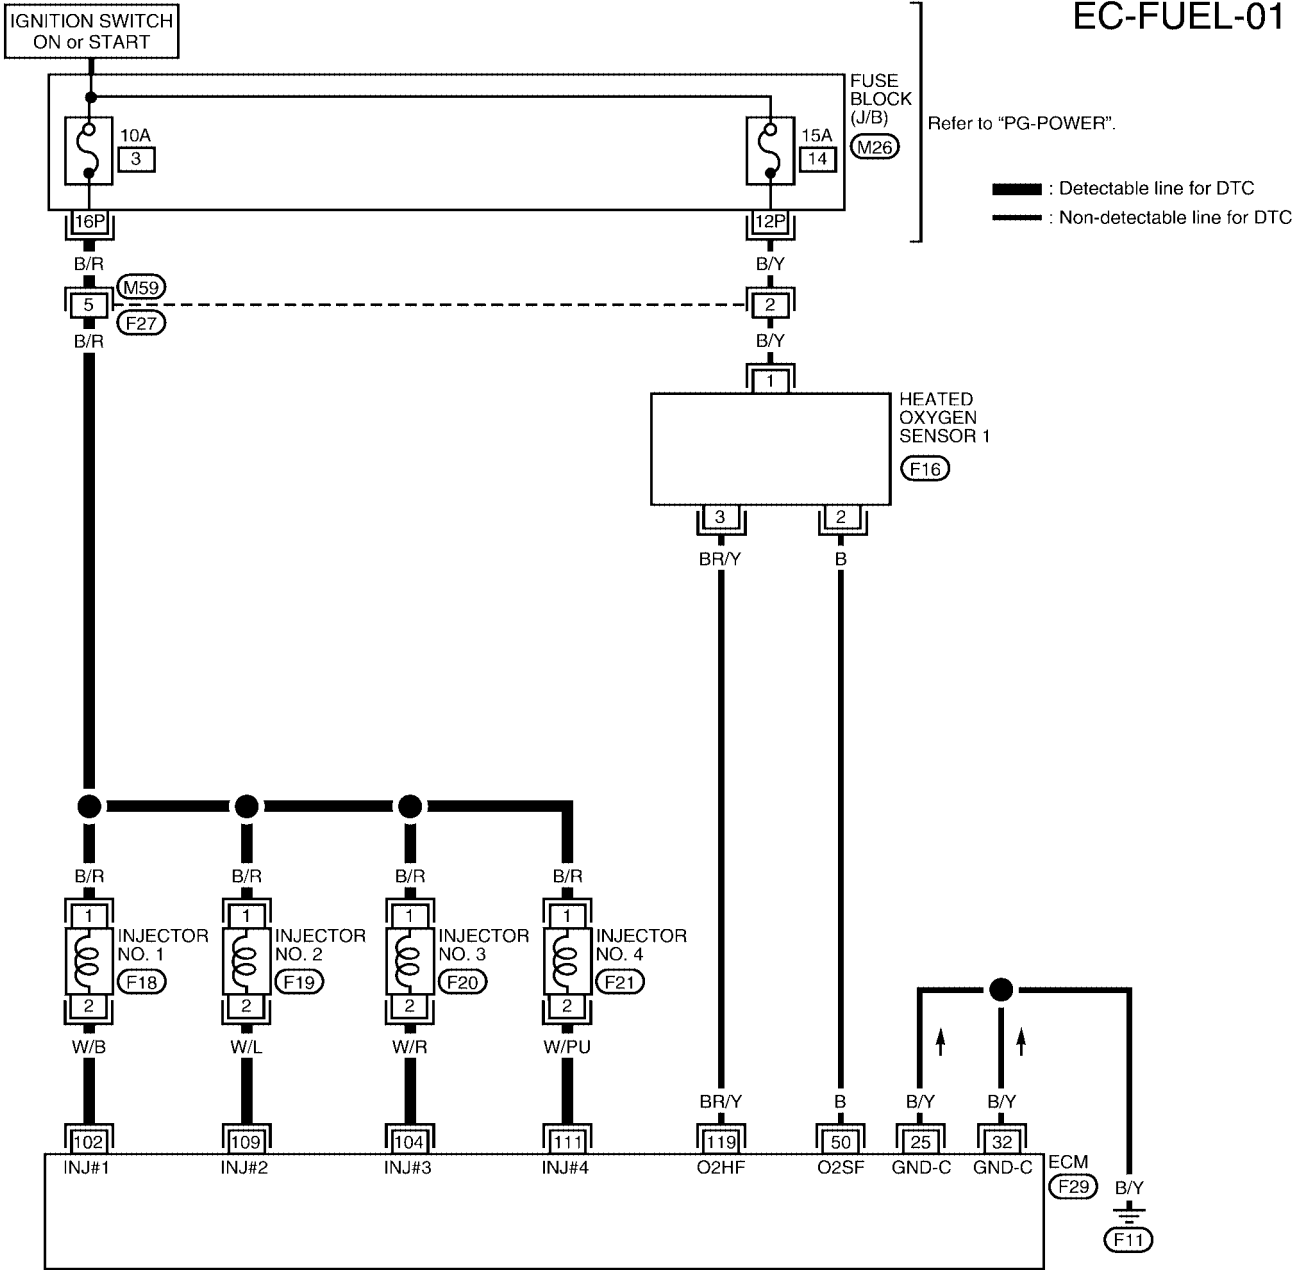 EC-FUEL-01
IGNITION SWITCH
ON or START
FUSE
BLOCK
(J/B)
M26
Refer to "PG-POWER".
10A
3
15A
14
: Detectable line for DTC
: Non-detectable line for DTC
16P
12P
B/R
B/Y
M59
5
2
F27
B/R
B/Y
1
HEATED
OXYGEN
SENSOR 1
F16
3
2
BR/Y
B
B/R
B/R
B/R
B/R
1
1
1
1
INJECTOR
NO. 1
F18
INJECTOR
NO. 2
F19
INJECTOR
NO. 3
F20
INJECTOR
NO. 4
F21
2
2
2
2
W/B
W/L
W/R
W/PU
BR/Y
B
B/Y
B/Y
102
109
104
111
119
50
25
32
INJ#1
INJ#2
INJ#3
INJ#4
O2HF
O2SF
GND-C
GND-C
ECM
F29
B/Y
F11